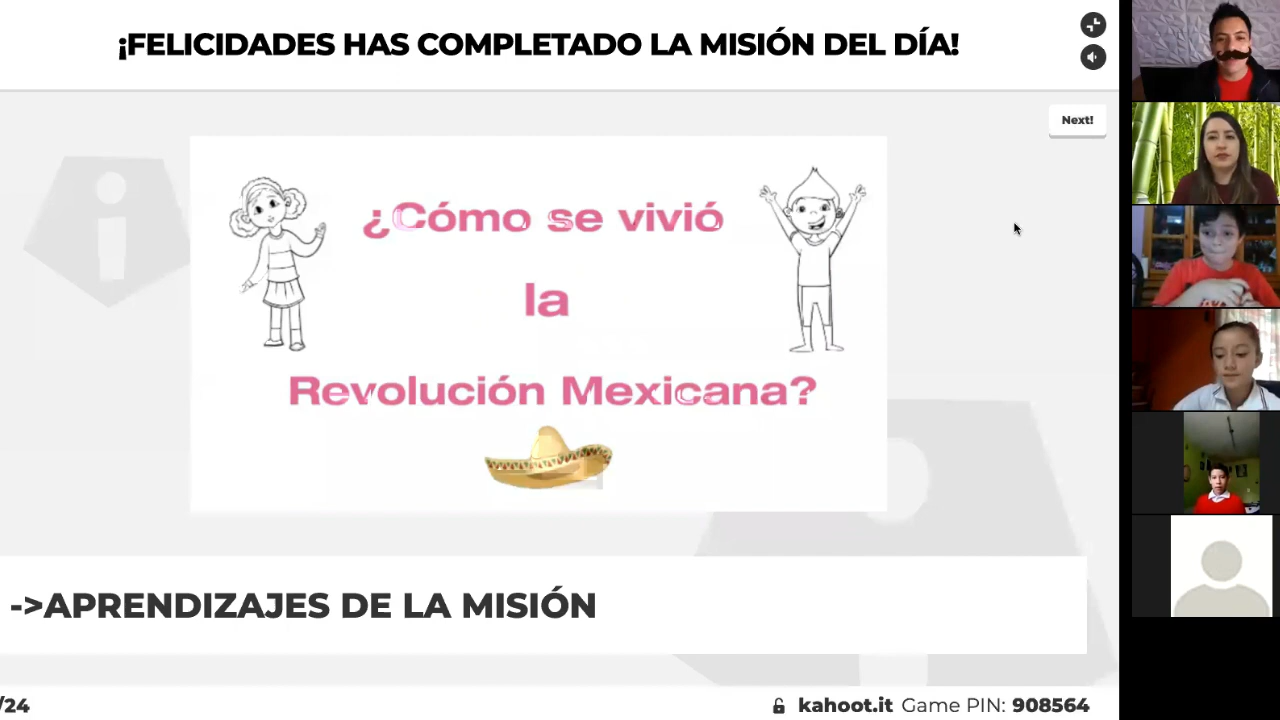 ¡FELICIDADES HAS COMPLETADO LA MISIÓN DEL DÍA!
Next!
¿Cómo se vivió
la
Revolución Mexicana?
->APRENDIZAJES DE LA MISIÓN
/24
kahoot.it Game PIN: 908564